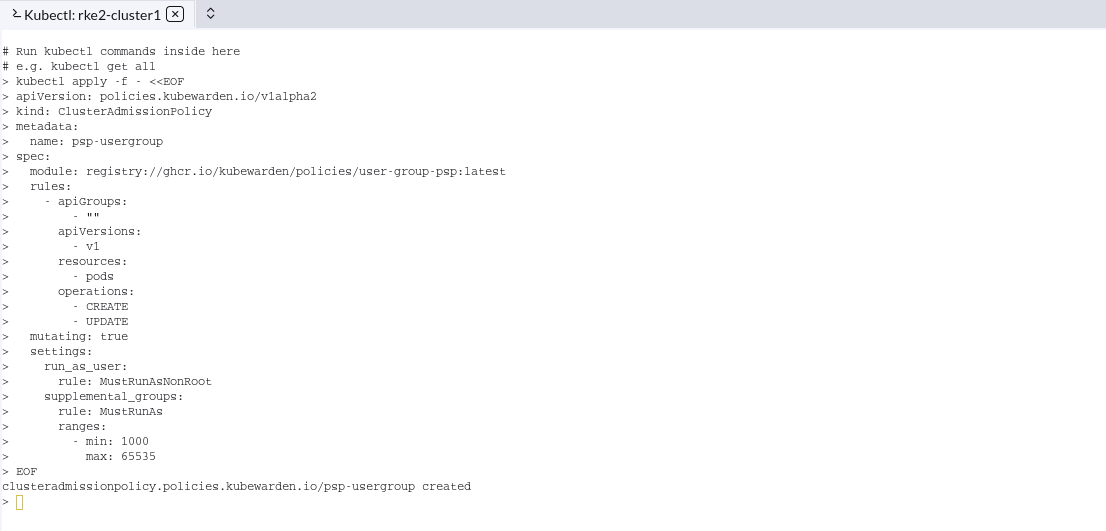 Kubectl: rke2-cluster1
# Run kubectl commands inside here
# e.g. kubectl get all
> kubectl apply -f - <<EOF
> apiVersion: policies.kubewarden.io/v1alpha2
> kind: ClusterAdmissionPolicy
> metadata:
>   name: psp-usergroup
> spec:
>   module: registry://ghcr.io/kubewarden/policies/user-group-psp:latest
>   rules:
>     - apiGroups:
>         - ""
>       apiVersions:
>         - v1
>       resources:
>         - pods
>       operations:
>         - CREATE
>         - UPDATE
>   mutating: true
>   settings:
>     run_as_user:
>       rule: MustRunAsNonRoot
>     supplemental_groups:
>       rule: MustRunAs
>       ranges:
>         - min: 1000
>           max: 65535
> EOF
clusteradmissionpolicy.policies.kubewarden.io/psp-usergroup created
>